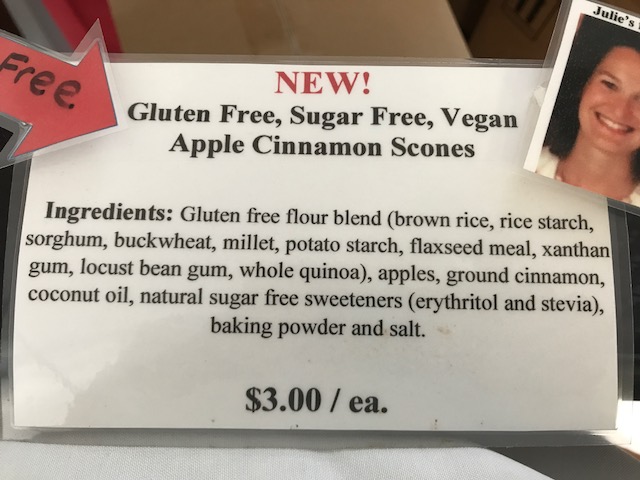 Julie's
Free
NEW!
Gluten Free, Sugar Free, Vegan
Apple Cinnamon Scones
Ingredients: Gluten free flour blend (brown rice, rice starch,
sorghum, buckwheat, millet, potato starch, flaxseed meal, xanthan
gum, locust bean gum, whole quinoa), apples, ground cinnamon,
coconut oil, natural sugar free sweeteners (erythritol and stevia),
baking powder and salt.
$3.00 / ea.